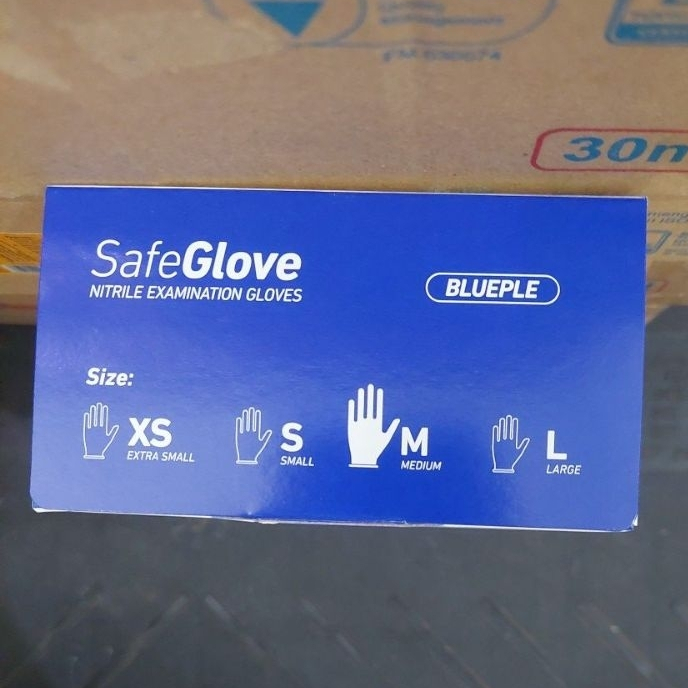 30m
SafeGlove
NITRILE EXAMINATION GLOVES
BLUEPLE
Size:
XS
EXTRA SMALL
S
SMALL
M
MEDIUM
L
LARGE